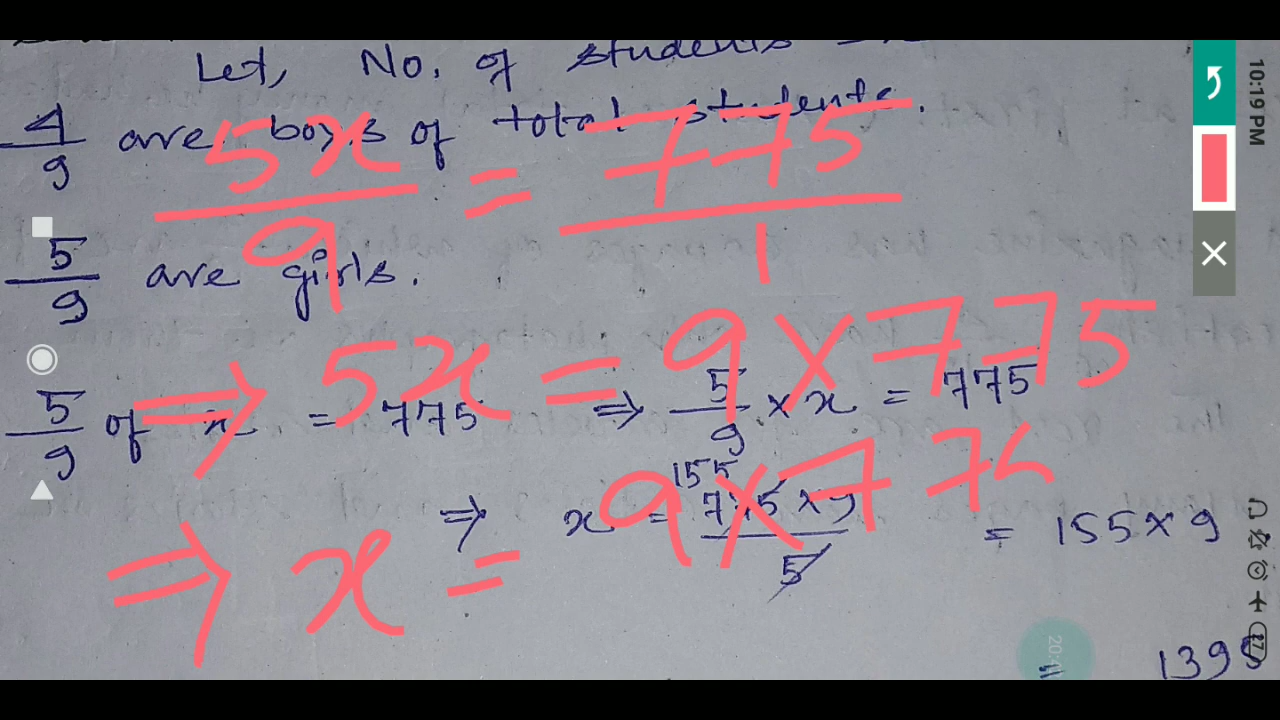 Let, No. of students
4/9 are boys of total students.
5x/9 = 775/1
5/9 are girls.
⇒ 5x = 9 × 775
5/9 of x = 775 ⇒ 5/9 × x = 775
⇒ x = 775 × 9 / 5 = 155 × 9
155
⇒ x = 9 × 775
= 1395
10:19 PM